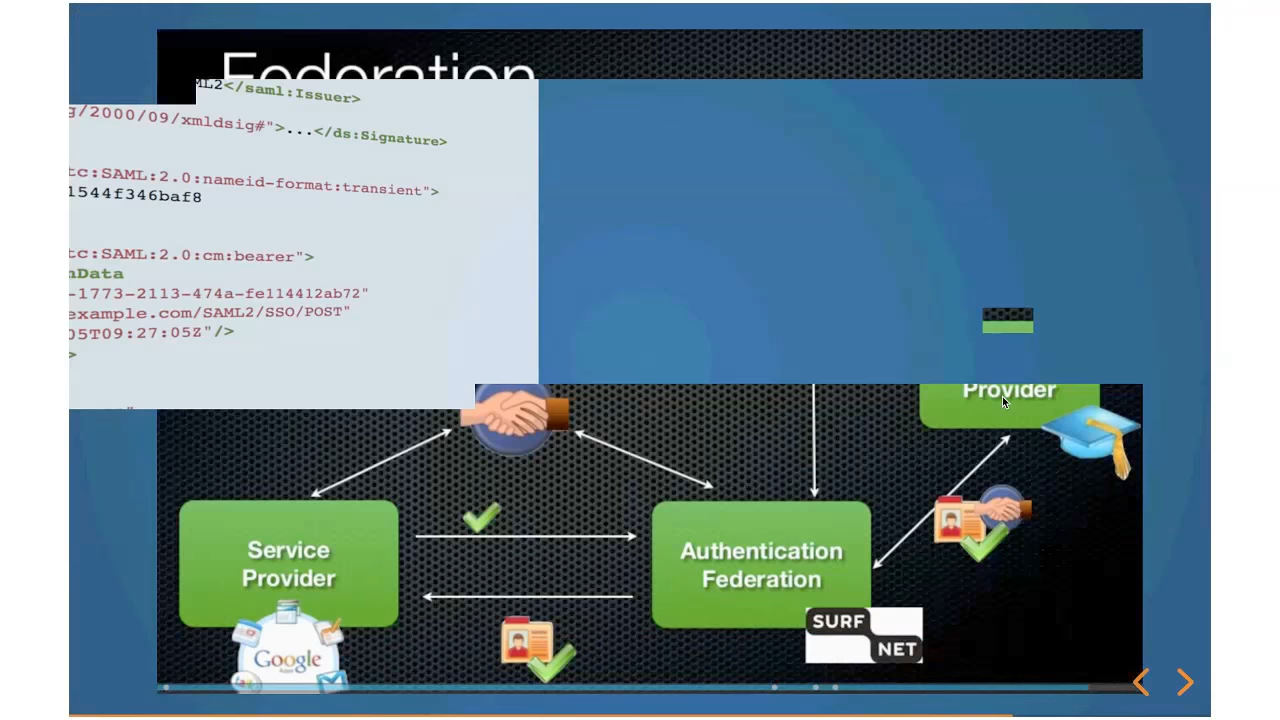 Federation
ML2</saml:Issuer>
g/2000/09/xmldsig#">...</ds:Signature>
tc:SAML:2.0:nameid-format:transient">
1544f346baf8
tc:SAML:2.0:cm:bearer">
nData
-1773-2113-474a-fe114412ab72"
example.com/SAML2/SSO/POST"
05T09:27:05Z"/>
>
Provider
Service
Provider
Authentication
Federation
SURF
NET
Google